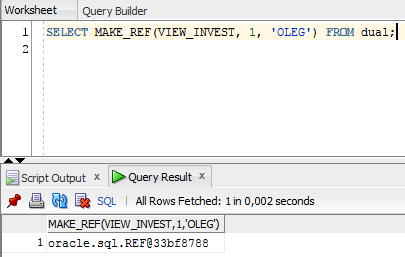 Worksheet Query Builder
1 SELECT MAKE_REF(VIEW_INVEST, 1, 'OLEG') FROM dual;
2
Script Output x Query Result x
SQL | All Rows Fetched: 1 in 0,002 seconds
MAKE_REF(VIEW_INVEST,1,'OLEG')
1 oracle.sql.REF@33bf8788